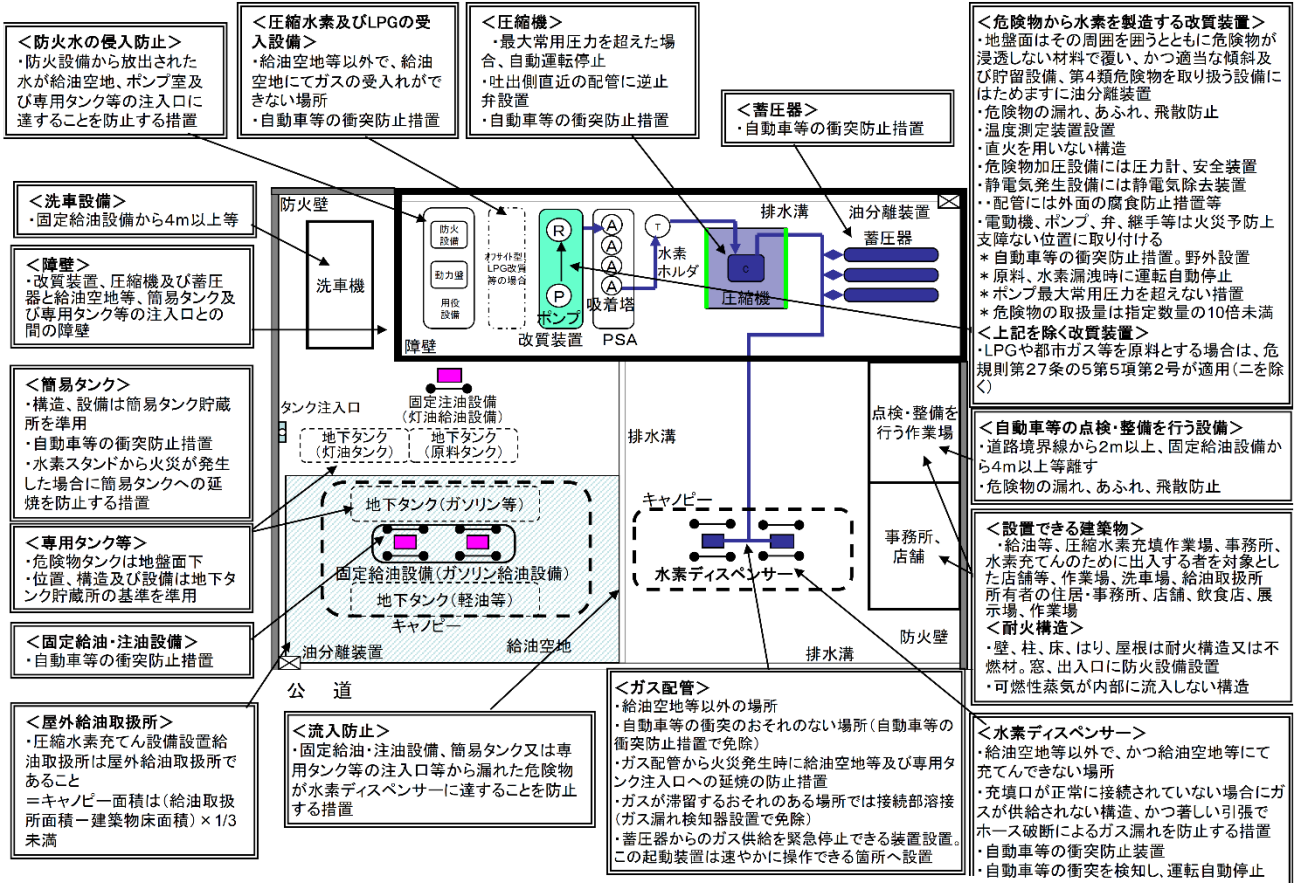 ＜防火水の侵入防止＞
・防火設備から放出された
水が給油空地、ポンプ室及
び専用タンク等の注入口に
達することを防止する措置
＜圧縮水素及びLPGの受
入設備＞
・給油空地等以外で、給油
空地にてガスの受入れがで
きない場所
・自動車等の衝突防止措置
＜圧縮機＞
・最大常用圧力を超えた場
合、自動運転停止
・吐出側直近の配管に逆止
弁設置
・自動車等の衝突防止措置
＜蓄圧器＞
・自動車等の衝突防止措置
＜危険物から水素を製造する改質装置＞
・地盤面はその周囲を囲うとともに危険物が
浸透しない材料で覆い、かつ適当な傾斜
及び貯留設備、第４類危険物を取り扱う設備に
はためますに油分離装置
・危険物の漏れ、あふれ、飛散防止
・温度測定装置設置
・直火を用いない構造
・危険物加圧設備には圧力計、安全装置
・静電気発生設備には静電気除去装置
・・配管には外面の腐食防止措置等
・電動機、ポンプ、弁、継手等は火災予防上
支障ない位置に取り付ける
＊自動車等の衝突防止措置。野外設置
＊原料、水素漏洩時に運転自動停止
＊ポンプ最大常用圧力を超えない措置
＊危険物の取扱量は指定数量の10倍未満
＜上記を除く改質装置＞
・LPGや都市ガス等を原料とする場合は、危
規則第27条の5第5項第2号が適用(ニを除
く)
＜洗車設備＞
・固定給油設備から4m以上等
＜障壁＞
・改質装置、圧縮機及び蓄圧
器と給油空地等、簡易タンク及
び専用タンク等の注入口との
間の障壁
＜簡易タンク＞
・構造、設備は簡易タンク貯蔵
所を準用
・自動車等の衝突防止措置
・水素スタンドから火災が発生
した場合に簡易タンクへの延
焼を防止する措置
＜専用タンク等＞
・危険物タンクは地盤面下
・位置、構造及び設備は地下タ
ンク貯蔵所の基準を準用
＜固定給油・注油設備＞
・自動車等の衝突防止措置
＜屋外給油取扱所＞
・圧縮水素充てん設備設置給
油取扱所は屋外給油取扱所で
あること
＝キャノピー面積は(給油取扱
所面積－建築物床面積)×1/3
未満
防火壁
洗車機
防火
設備
動力盤
用役
設備
オフサイト型
LPG改質
等の場合
R
P
ポンプ
改質装置
A
A
A
A
吸着塔
PSA
T
水素
ホルダ
C
圧縮機
排水溝
油分離装置
蓄圧器
障壁
タンク注入口
固定注油設備
(灯油給油設備)
地下タンク
(灯油タンク)
地下タンク
(原料タンク)
排水溝
地下タンク(ガソリン等)
固定給油設備(ガソリン給油設備)
地下タンク(軽油等)
キャノピー
油分離装置
給油空地
公　道
キャノピー
水素ディスペンサー
点検・整備を
行う作業場
事務所、
店舗
防火壁
排水溝
＜自動車等の点検・整備を行う設備＞
・道路境界線から2m以上、固定給油設備か
ら4m以上等離す
・危険物の漏れ、あふれ、飛散防止
＜設置できる建築物＞
・給油等、圧縮水素充填作業場、事務所、
水素充てんのために出入する者を対象とし
た店舗等、作業場、洗車場、給油取扱所
所有者の住居・事務所、店舗、飲食店、展
示場、作業場
＜耐火構造＞
・壁、柱、床、はり、屋根は耐火構造又は不
燃材。窓、出入口に防火設備設置
・可燃性蒸気が内部に流入しない構造
＜流入防止＞
・固定給油・注油設備、簡易タンク又は専
用タンク等の注入口等から漏れた危険物
が水素ディスペンサーに達することを防止
する措置
＜ガス配管＞
・給油空地等以外の場所
・自動車等の衝突のおそれのない場所(自動車等の
衝突防止措置で免除)
・ガス配管から火災発生時に給油空地等及び専用タ
ンク注入口への延焼の防止措置
・ガスが滞留するおそれのある場所では接続部溶接
(ガス漏れ検知器設置で免除)
・蓄圧器からのガス供給を緊急停止できる装置設置。
この起動装置は速やかに操作できる箇所へ設置
＜水素ディスペンサー＞
・給油空地等以外で、かつ給油空地等にて
充てんできない場所
・充填口が正常に接続されていない場合にガ
スが供給されない構造、かつ著しい引張で
ホース破断によるガス漏れを防止する措置
・自動車等の衝突防止装置
・自動車等の衝突を検知し、運転自動停止